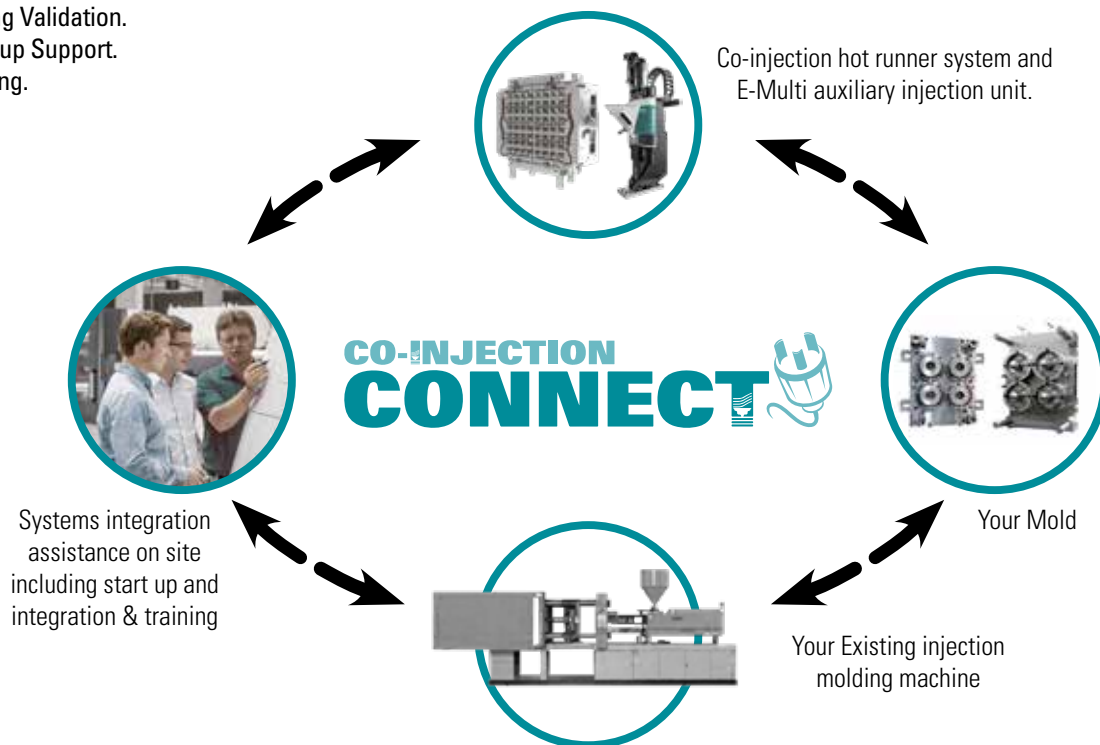 g Validation.
up Support.
ng.
Co-injection hot runner system and
E-Multi auxiliary injection unit.
CO-INJECTION
CONNECT
Systems integration
assistance on site
including start up and
integration & training
Your Mold
Your Existing injection
molding machine